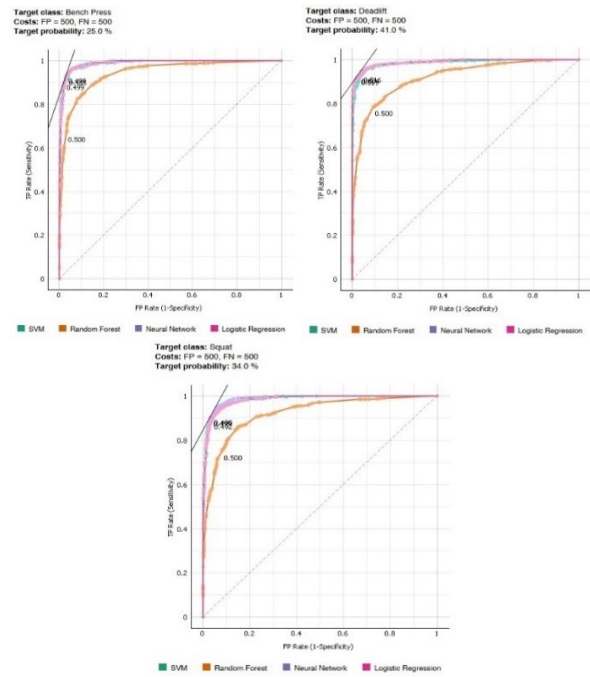 Target class: Bench Press
Costs: FP = 500, FN = 500
Target probability: 25.0 %
1
0.8
0.6
0.4
0.2
0
TP Rate (Sensitivity)
0.499
0.500
0 0.2 0.4 0.6 0.8 1
FP Rate (1-Specificity)
SVM Random Forest Neural Network Logistic Regression
Target class: Deadlift
Costs: FP = 500, FN = 500
Target probability: 41.0 %
1
0.8
0.6
0.4
0.2
0
TP Rate (Sensitivity)
0.500
0 0.2 0.4 0.6 0.8 1
FP Rate (1-Specificity)
SVM Random Forest Neural Network Logistic Regression
Target class: Squat
Costs: FP = 500, FN = 500
Target probability: 34.0 %
1
0.8
0.6
0.4
0.2
0
TP Rate (Sensitivity)
0.492
0.500
0 0.2 0.4 0.6 0.8 1
FP Rate (1-Specificity)
SVM Random Forest Neural Network Logistic Regression